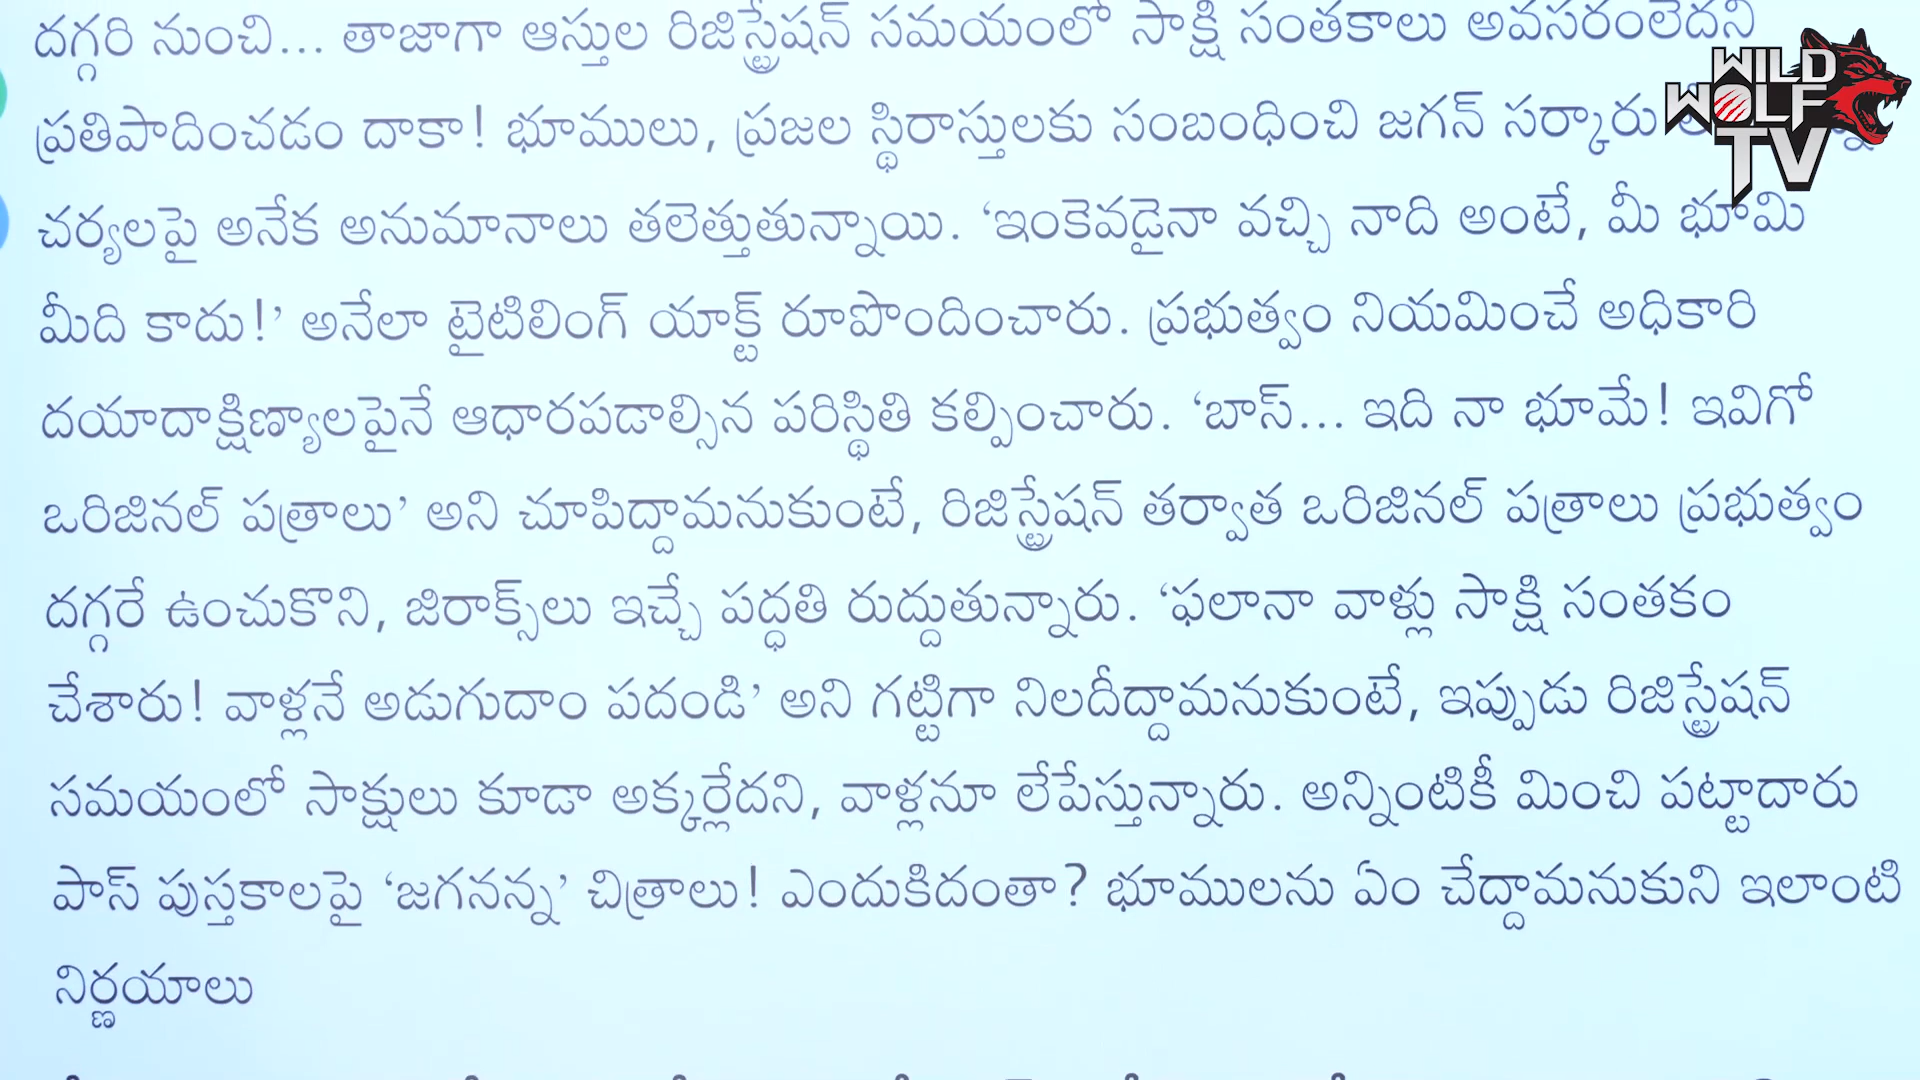 దగ్గరి నుంచి... తాజాగా ఆస్తుల రిజిస్ట్రేషన్ సమయంలో సాక్షి సంతకాలు అవసరంలేదని
ప్రతిపాదించడం దాకా! భూములు, ప్రజల స్థిరాస్తులకు సంబంధించి జగన్ సర్కారు
చర్యలపై అనేక అనుమానాలు తలెత్తుతున్నాయి. ‘ఇంకెవడైనా వచ్చి నాది అంటే, మీ భూమి
మీది కాదు!’ అనేలా టైటిలింగ్ యాక్ట్ రూపొందించారు. ప్రభుత్వం నియమించే అధికారి
దయాదాక్షిణ్యాలపైనే ఆధారపడాల్సిన పరిస్థితి కల్పించారు. ‘బాస్... ఇది నా భూమే! ఇవిగో
ఒరిజినల్ పత్రాలు’ అని చూపిద్దామనుకుంటే, రిజిస్ట్రేషన్ తర్వాత ఒరిజినల్ పత్రాలు ప్రభుత్వం
దగ్గరే ఉంచుకొని, జిరాక్స్‌లు ఇచ్చే పద్ధతి రుద్దుతున్నారు. ‘ఫలానా వాళ్లు సాక్షి సంతకం
చేశారు! వాళ్లనే అడుగుదాం పదండి’ అని గట్టిగా నిలదీద్దామనుకుంటే, ఇప్పుడు రిజిస్ట్రేషన్
సమయంలో సాక్షులు కూడా అక్కర్లేదని, వాళ్లనూ లేపేస్తున్నారు. అన్నింటికీ మించి పట్టాదారు
పాస్ పుస్తకాలపై ‘జగనన్న’ చిత్రాలు! ఎందుకిదంతా? భూములను ఏం చేద్దామనుకుని ఇలాంటి
నిర్ణయాలు
WILD
WOLF
TV